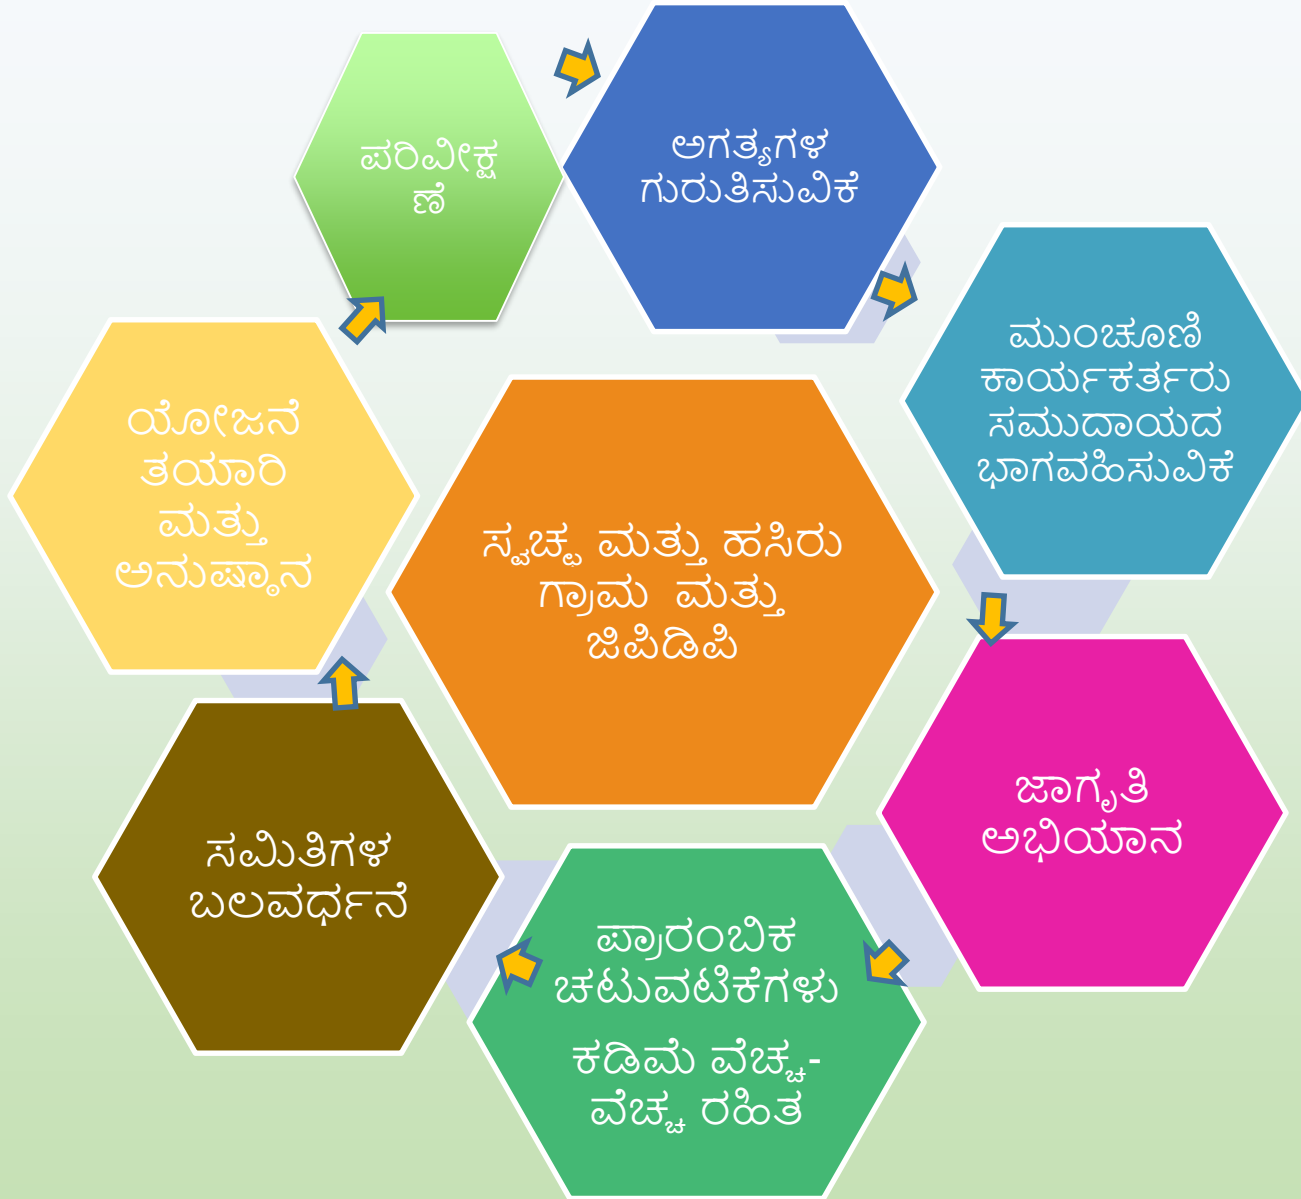 ಪರಿವೀಕ್ಷ
ಣೆ
ಅಗತ್ಯಗಳ
ಗುರುತಿಸುವಿಕೆ
ಮುಂಚೂಣಿ
ಕಾರ್ಯಕರ್ತರು
ಸಮುದಾಯದ
ಭಾಗವಹಿಸುವಿಕೆ
ಜಾಗೃತಿ
ಅಭಿಯಾನ
ಪ್ರಾರಂಬಿಕ
ಚಟುವಟಿಕೆಗಳು
ಕಡಿಮೆ ವೆಚ್ಚ-
ವೆಚ್ಚ ರಹಿತ
ಸಮಿತಿಗಳ
ಬಲವರ್ಧನೆ
ಯೋಜನೆ
ತಯಾರಿ
ಮತ್ತು
ಅನುಷ್ಠಾನ
ಸ್ವಚ್ಛ ಮತ್ತು ಹಸಿರು
ಗ್ರಾಮ ಮತ್ತು
ಜಿಪಿಡಿಪಿ